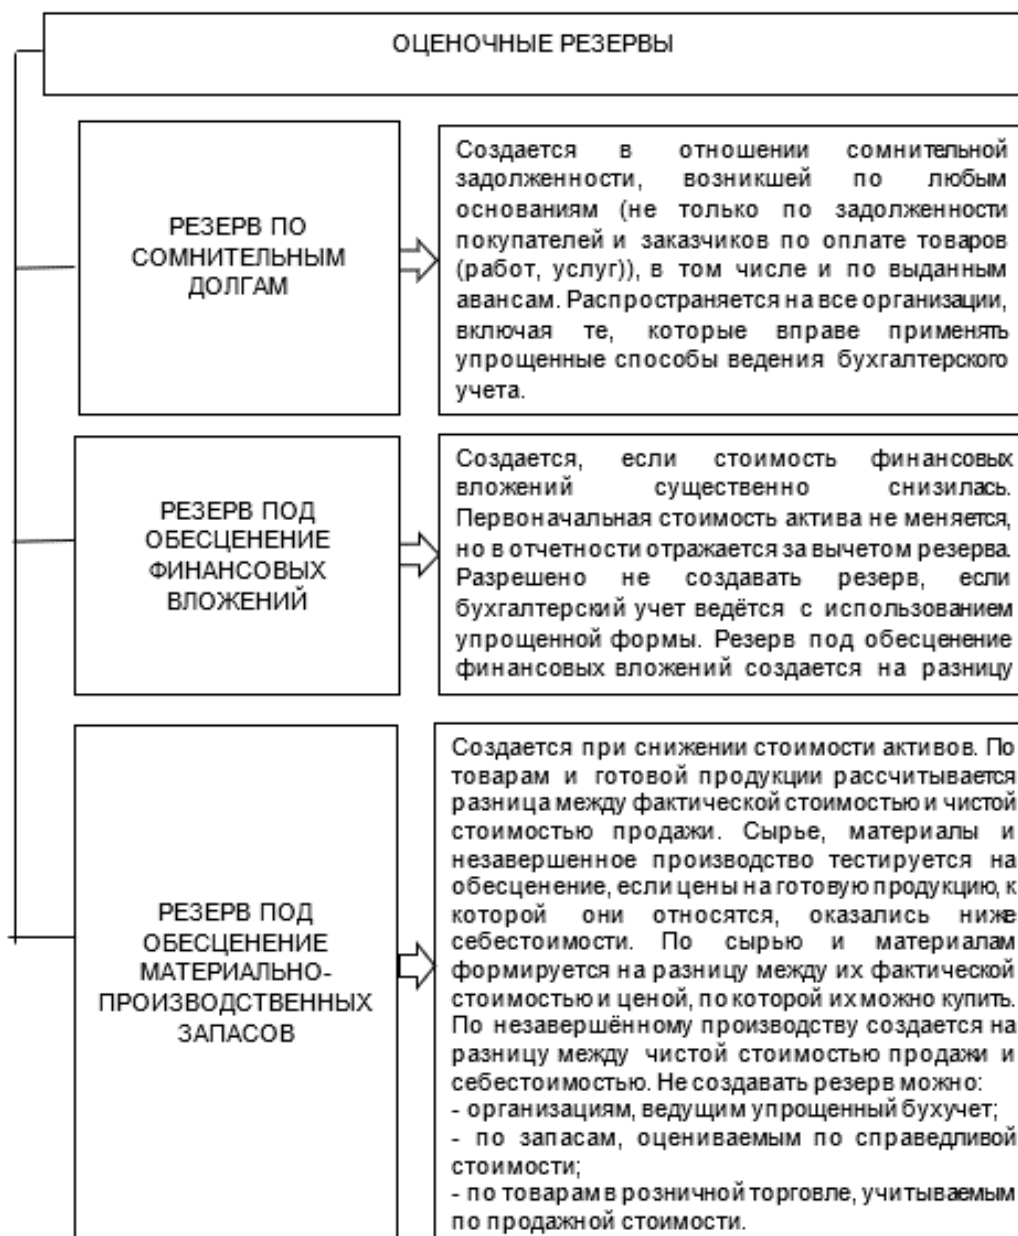 ОЦЕНОЧНЫЕ РЕЗЕРВЫ
РЕЗЕРВ ПО
СОМНИТЕЛЬНЫМ
ДОЛГАМ
Создается в отношении сомнительной
задолженности, возникшей по любым
основаниям (не только по задолженности
покупателей и заказчиков по оплате товаров
(работ, услуг)), в том числе и по выданным
авансам. Распространяется на все организации,
включая те, которые вправе применять
упрощенные способы ведения бухгалтерского
учета.
РЕЗЕРВ ПОД
ОБЕСЦЕНЕНИЕ
ФИНАНСОВЫХ
ВЛОЖЕНИЙ
Создается, если стоимость финансовых
вложений существенно снизилась.
Первоначальная стоимость актива не меняется,
но в отчетности отражается за вычетом резерва.
Разрешено не создавать резерв, если
бухгалтерский учет ведётся с использованием
упрощенной формы. Резерв под обесценение
финансовых вложений создается на разницу
РЕЗЕРВ ПОД
ОБЕСЦЕНЕНИЕ
МАТЕРИАЛЬНО-
ПРОИЗВОДСТВЕННЫХ
ЗАПАСОВ
Создается при снижении стоимости активов. По
товарам и готовой продукции рассчитывается
разница между фактической стоимостью и чистой
стоимостью продажи. Сырье, материалы и
незавершенное производство тестируется на
обесценение, если цены на готовую продукцию, к
которой они относятся, оказались ниже
себестоимости. По сырью и материалам
формируется на разницу между их фактической
стоимостью и ценой, по которой их можно купить.
По незавершённому производству создается на
разницу между чистой стоимостью продажи и
себестоимостью. Не создавать резерв можно:
- организациям, ведущим упрощенный бухучет;
- по запасам, оцениваемым по справедливой
стоимости;
- по товарам в розничной торговле, учитываемым
по продажной стоимости.